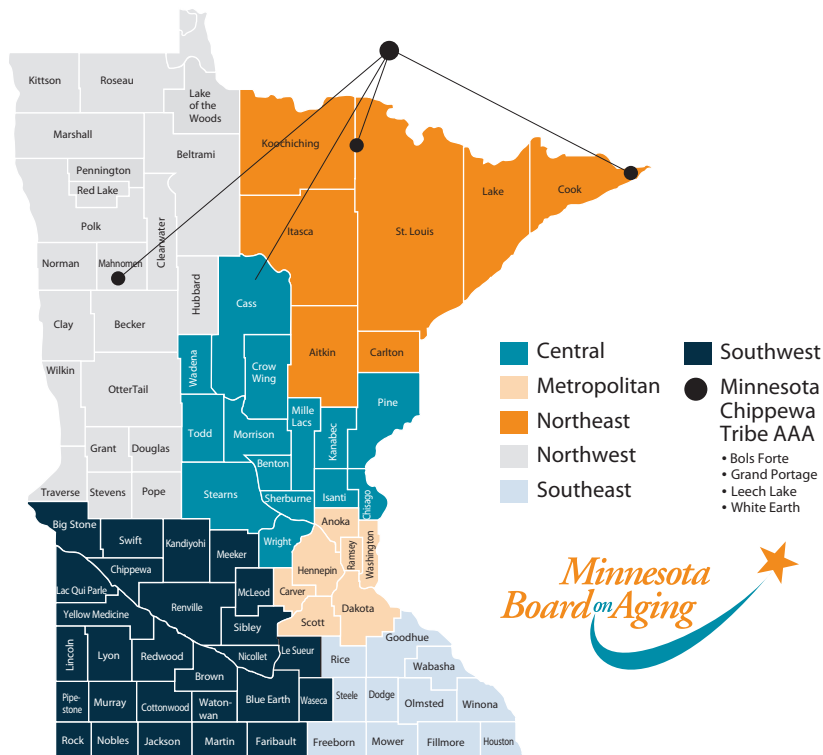 Kittson
Roseau
Lake
of the
Woods
Marshall
Beltrami
Koochiching
Pennington
Red Lake
Polk
Clearwater
Norman
Mahnomen
Itasca
St. Louis
Lake
Cook
Hubbard
Cass
Clay
Becker
Wadena
Crow
Wing
Aitkin
Carlton
Wilkin
OtterTail
Pine
Todd
Morrison
Mille
Lacs
Kanabec
Grant
Douglas
Benton
Traverse
Stevens
Pope
Stearns
Sherburne
Isanti
Chisago
Big Stone
Swift
Kandiyohi
Meeker
Wright
Anoka
Ramsey
Washington
Hennepin
Chippewa
Lac Qui Parle
Renville
McLeod
Carver
Scott
Dakota
Yellow Medicine
Sibley
Goodhue
Lincoln
Lyon
Redwood
Nicollet
Le Sueur
Rice
Wabasha
Brown
Pipe-
stone
Murray
Cottonwood
Waton-
wan
Blue Earth
Waseca
Steele
Dodge
Olmsted
Winona
Rock
Nobles
Jackson
Martin
Faribault
Freeborn
Mower
Fillmore
Houston
Central
Metropolitan
Northeast
Northwest
Southeast
Southwest
Minnesota
Chippewa
Tribe AAA
• Bols Forte
• Grand Portage
• Leech Lake
• White Earth
Minnesota
Board on Aging